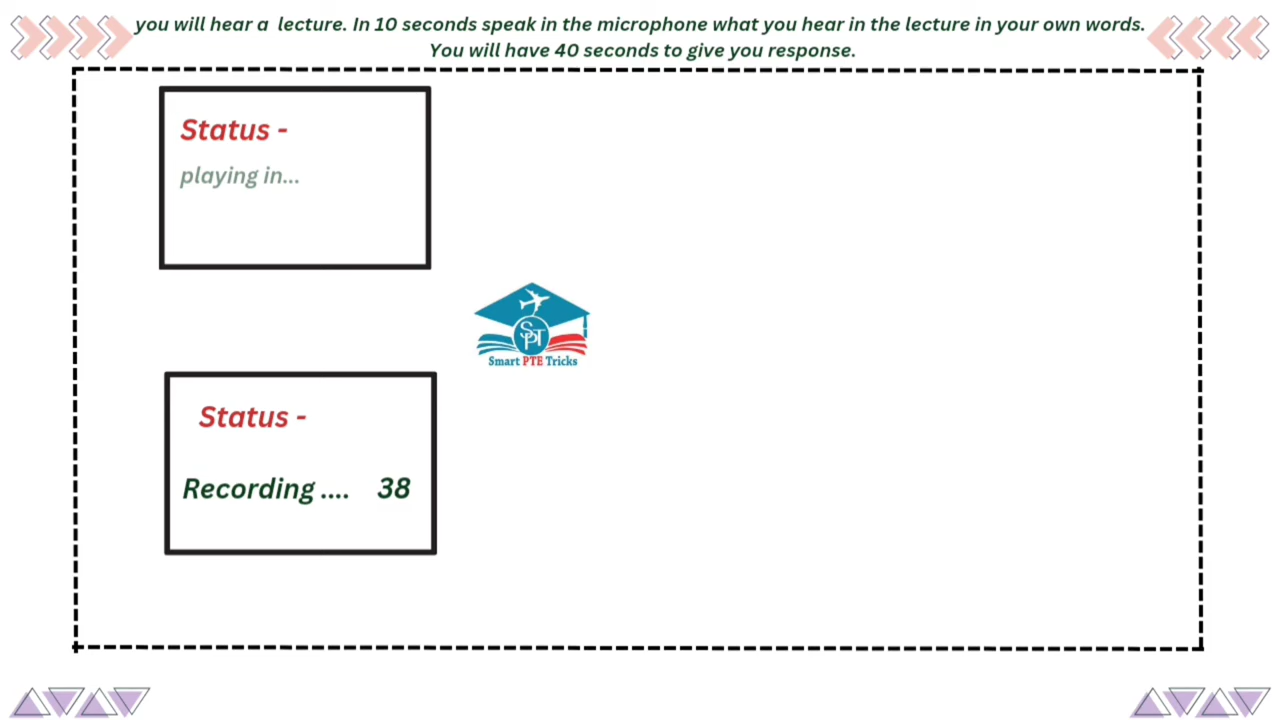 you will hear a lecture. In 10 seconds speak in the microphone what you hear in the lecture in your own words.
You will have 40 seconds to give you response.
Status -
playing in...
SPT
Smart PTE Tricks
Status -
Recording .... 38